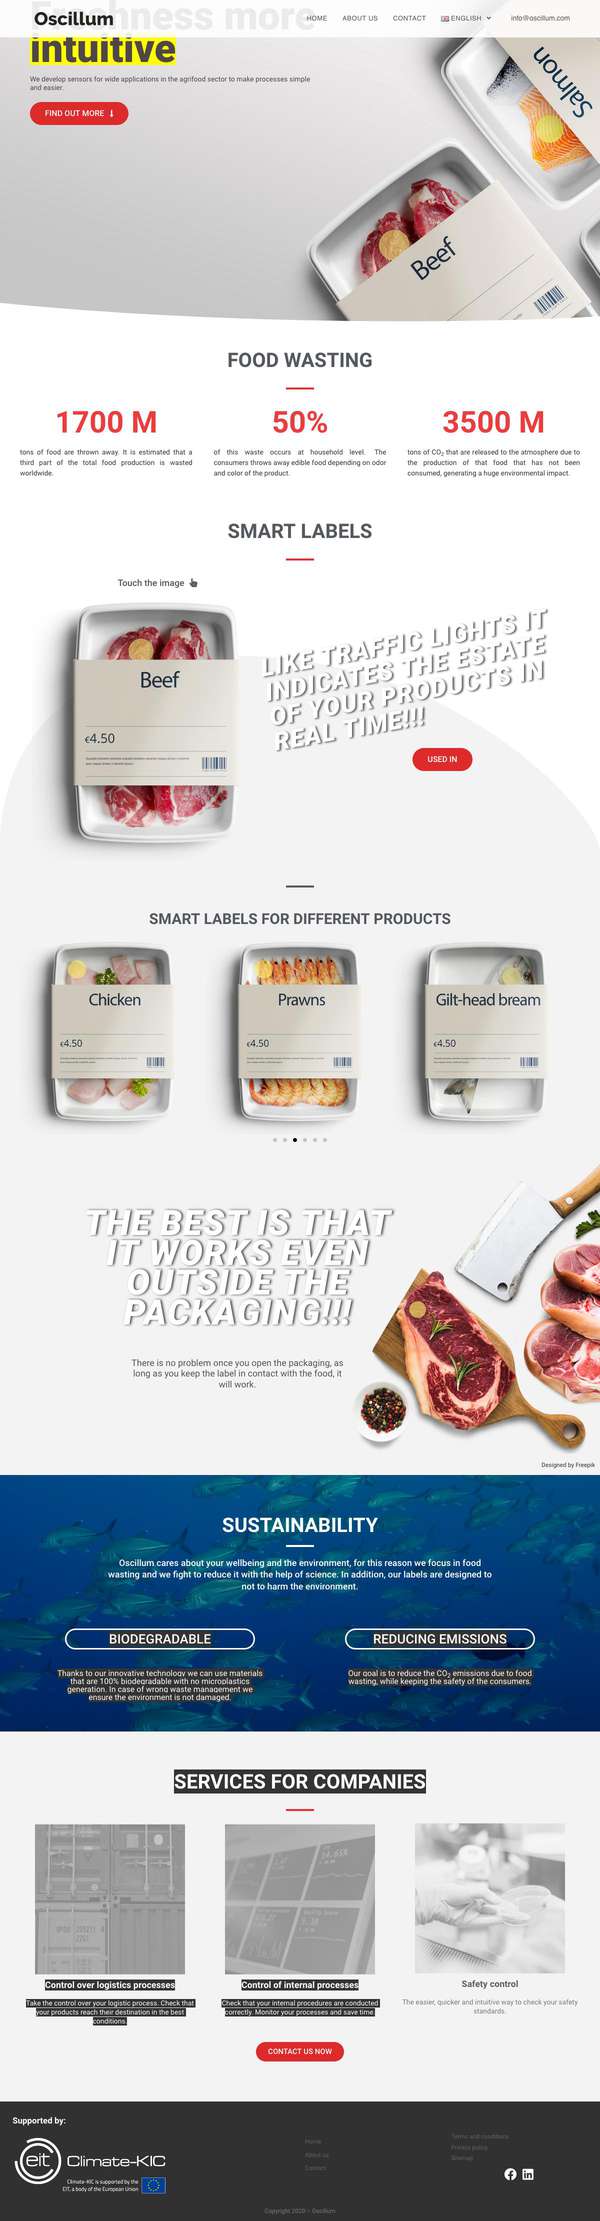 Freshness more
Oscillum
HOME
ABOUT US
CONTACT
ENGLISH
info@oscillum.com
intuitive
We develop sensors for wide applications in the agrifood sector to make processes simple
and easier.
FIND OUT MORE
Salmon
Beef
FOOD WASTING
1700 M
tons of food are thrown away. It is estimated that a
third part of the total food production is wasted
worldwide.
50%
of this waste occurs at household level. The
consumers throws away edible food depending on odor
and color of the product.
3500 M
tons of CO2 that are released to the atmosphere due to
the production of that food that has not been
consumed, generating a huge environmental impact.
SMART LABELS
Touch the image
Beef
€4.50
LIKE TRAFFIC LIGHTS IT
INDICATES THE ESTATE
OF YOUR PRODUCTS IN
REAL TIME!!!
USED IN
SMART LABELS FOR DIFFERENT PRODUCTS
Chicken
€4.50
Prawns
€4.50
Gilt-head bream
€4.50
THE BEST IS THAT
IT WORKS EVEN
OUTSIDE THE
PACKAGING!!!
There is no problem once you open the packaging, as
long as you keep the label in contact with the food, it
will work.
Designed by Freepik
SUSTAINABILITY
Oscillum cares about your wellbeing and the environment, for this reason we focus in food
wasting and we fight to reduce it with the help of science. In addition, our labels are designed to
not to harm the environment.
BIODEGRADABLE
Thanks to our innovative technology we can use materials
that are 100% biodegradable with no microplastics
generation. In case of wrong waste management we
ensure the environment is not damaged.
REDUCING EMISSIONS
Our goal is to reduce the CO2 emissions due to food
wasting, while keeping the safety of the consumers.
SERVICES FOR COMPANIES
Control over logistics processes
Take the control over your logistic process. Check that
your products reach their destination in the best
conditions.
Control of internal processes
Check that your internal procedures are conducted
correctly. Monitor your processes and save time.
Safety control
The easier, quicker and intuitive way to check your safety
standards.
CONTACT US NOW
Supported by:
eit Climate-KIC
Climate-KIC is supported by the
EIT, a body of the European Union
Home
About us
Contact
Terms and conditions
Privacy policy
Sitemap
Copyright 2020 - Oscillum